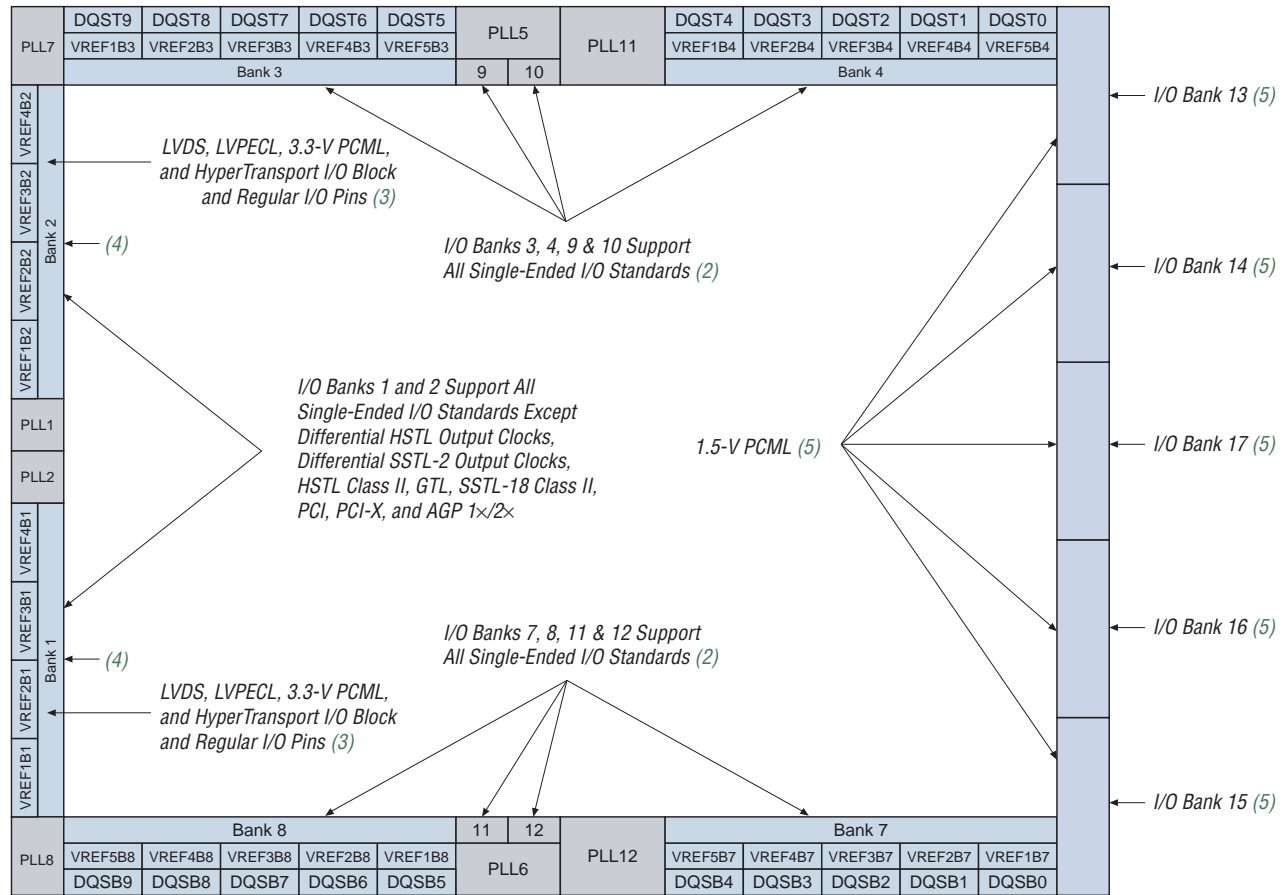 PLL7
DQST9 DQST8 DQST7 DQST6 DQST5
VREF1B3 VREF2B3 VREF3B3 VREF4B3 VREF5B3
Bank 3
PLL5
9 10
PLL11
DQST4 DQST3 DQST2 DQST1 DQST0
VREF1B4 VREF2B4 VREF3B4 VREF4B4 VREF5B4
Bank 4
VREF4B2
VREF3B2
VREF2B2
VREF1B2
Bank 2
LVDS, LVPECL, 3.3-V PCML,
and HyperTransport I/O Block
and Regular I/O Pins (3)
(4)
I/O Banks 3, 4, 9 & 10 Support
All Single-Ended I/O Standards (2)
I/O Bank 13 (5)
I/O Bank 14 (5)
PLL1
PLL2
I/O Banks 1 and 2 Support All
Single-Ended I/O Standards Except
Differential HSTL Output Clocks,
Differential SSTL-2 Output Clocks,
HSTL Class II, GTL, SSTL-18 Class II,
PCI, PCI-X, and AGP 1×/2×
1.5-V PCML (5)
I/O Bank 17 (5)
VREF4B1
VREF3B1
VREF2B1
VREF1B1
Bank 1
(4)
LVDS, LVPECL, 3.3-V PCML,
and HyperTransport I/O Block
and Regular I/O Pins (3)
I/O Banks 7, 8, 11 & 12 Support
All Single-Ended I/O Standards (2)
I/O Bank 16 (5)
I/O Bank 15 (5)
PLL8
Bank 8
VREF5B8 VREF4B8 VREF3B8 VREF2B8 VREF1B8
DQSB9 DQSB8 DQSB7 DQSB6 DQSB5
11 12
PLL6
PLL12
Bank 7
VREF5B7 VREF4B7 VREF3B7 VREF2B7 VREF1B7
DQSB4 DQSB3 DQSB2 DQSB1 DQSB0